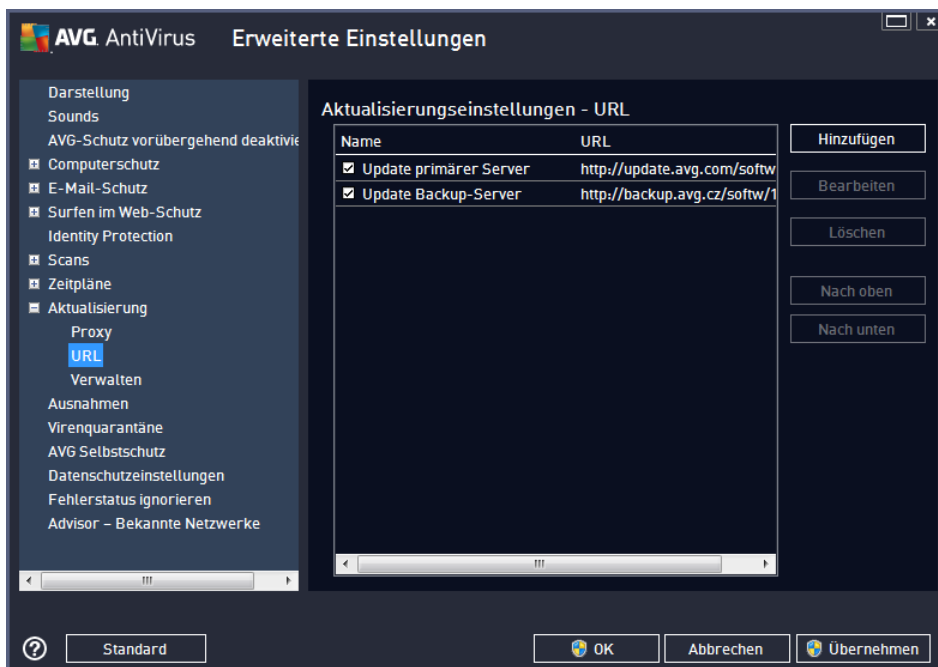 AVG AntiVirus Erweiterte Einstellungen
Darstellung
Sounds
AVG-Schutz vorübergehend deaktivie
Computerschutz
E-Mail-Schutz
Surfen im Web-Schutz
Identity Protection
Scans
Zeitpläne
Aktualisierung
Proxy
URL
Verwalten
Ausnahmen
Virenquarantäne
AVG Selbstschutz
Datenschutzeinstellungen
Fehlerstatus ignorieren
Advisor – Bekannte Netzwerke
Aktualisierungseinstellungen - URL
Name URL
Update primärer Server http://update.avg.com/softw
Update Backup-Server http://backup.avg.cz/softw/1
Hinzufügen
Bearbeiten
Löschen
Nach oben
Nach unten
? Standard OK Abbrechen Übernehmen